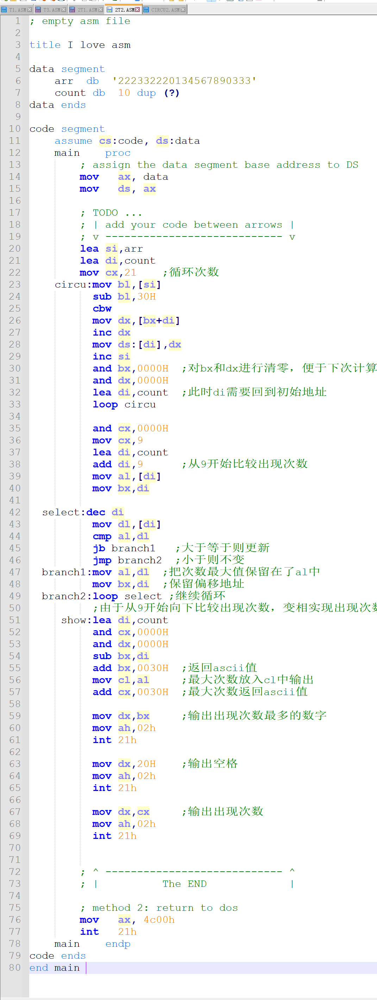 T1.ASM T3.ASM 2T1.ASM 2T2.ASM CIRCU2.ASM
1 ; empty asm file
2
3 title I love asm
4
5 data segment
6 arr db '222332220134567890333'
7 count db 10 dup (?)
8 data ends
9
10 code segment
11 assume cs:code, ds:data
12 main proc
13 ; assign the data segment base address to DS
14 mov ax, data
15 mov ds, ax
16
17 ; TODO ...
18 ; | add your code between arrows |
19 ; v ---------------------------- v
20 lea si,arr
21 lea di,count
22 mov cx,21 ;循环次数
23 circu:mov bl,[si]
24 sub bl,30H
25 cbw
26 mov dx,[bx+di]
27 inc dx
28 mov ds:[di],dx
29 inc si
30 and bx,0000H ;对bx和dx进行清零，便于下次计算
31 and dx,0000H
32 lea di,count ;此时di需要回到初始地址
33 loop circu
34
35 and cx,0000H
36 mov cx,9
37 lea di,count
38 add di,9 ;从9开始比较出现次数
39 mov al,[di]
40 mov bx,di
41
42 select:dec di
43 mov dl,[di]
44 cmp al,dl
45 jb branch1 ;大于等于则更新
46 jmp branch2 ;小于则不变
47 branch1:mov al,dl ;把次数最大值保留在了al中
48 mov bx,di ;保留偏移地址
49 branch2:loop select ;继续循环
50 ;由于从9开始向下比较出现次数，变相实现出现次数
51 show:lea di,count
52 and cx,0000H
53 and dx,0000H
54 sub bx,di
55 add bx,0030H ;返回ascii值
56 mov cl,al ;最大次数放入cl中输出
57 add cx,0030H ;最大次数返回ascii值
58
59 mov dx,bx ;输出出现次数最多的数字
60 mov ah,02h
61 int 21h
62
63 mov dx,20H ;输出空格
64 mov ah,02h
65 int 21h
66
67 mov dx,cx ;输出出现次数
68 mov ah,02h
69 int 21h
70
71
72 ; ^ ---------------------------- ^
73 ; | The END |
74
75 ; method 2: return to dos
76 mov ax, 4c00h
77 int 21h
78 main endp
79 code ends
80 end main